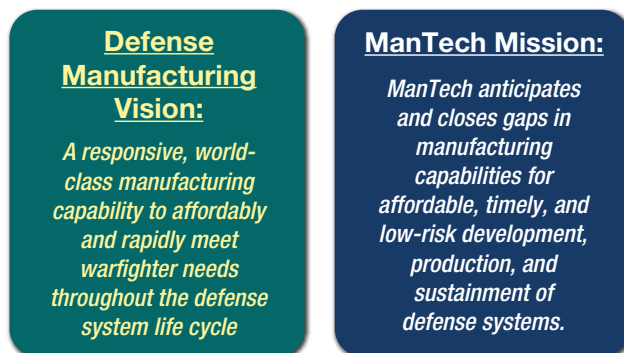 Defense
Manufacturing
Vision:
A responsive, world-
class manufacturing
capability to affordably
and rapidly meet
warfighter needs
throughout the defense
system life cycle
ManTech Mission:
ManTech anticipates
and closes gaps in
manufacturing
capabilities for
affordable, timely, and
low-risk development,
production, and
sustainment of
defense systems.